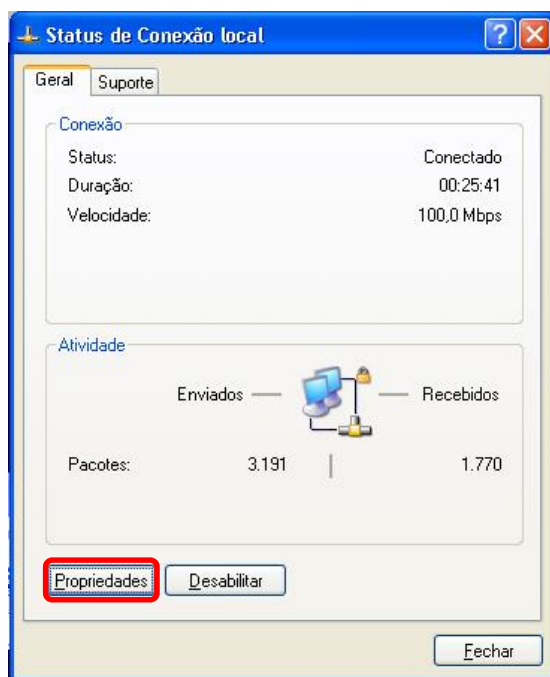 Status de Conexão local
Geral Suporte
Conexão
Status: Conectado
Duração: 00:25:41
Velocidade: 100,0 Mbps
Atividade
Enviados Recebidos
Pacotes: 3.191 1.770
Propriedades Desabilitar
Fechar